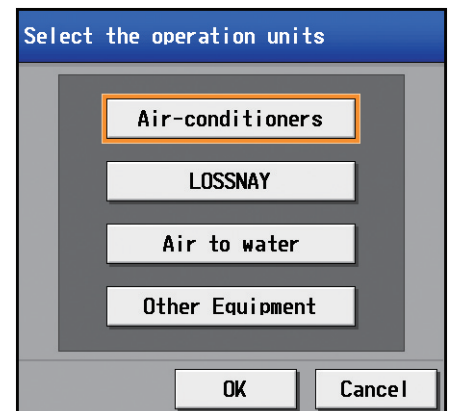 Select the operation units
Air-conditioners
LOSSNAY
Air to water
Other Equipment
OK Cancel